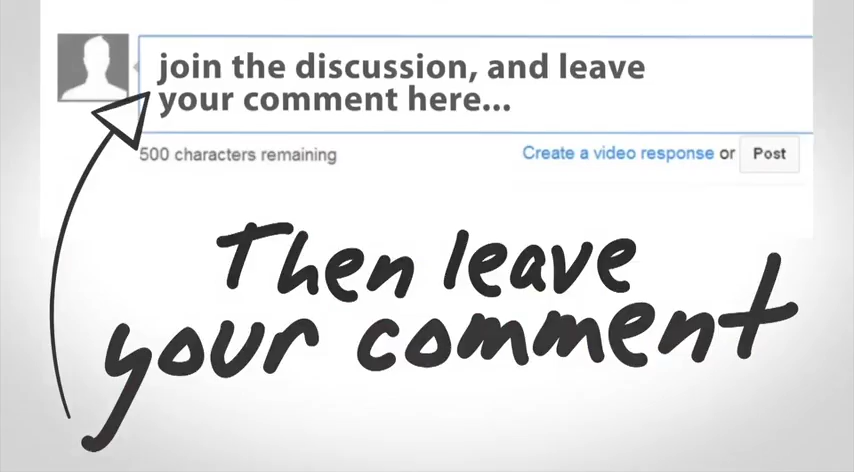 join the discussion, and leave
your comment here...
500 characters remaining
Create a video response or Post
Then leave
your comment